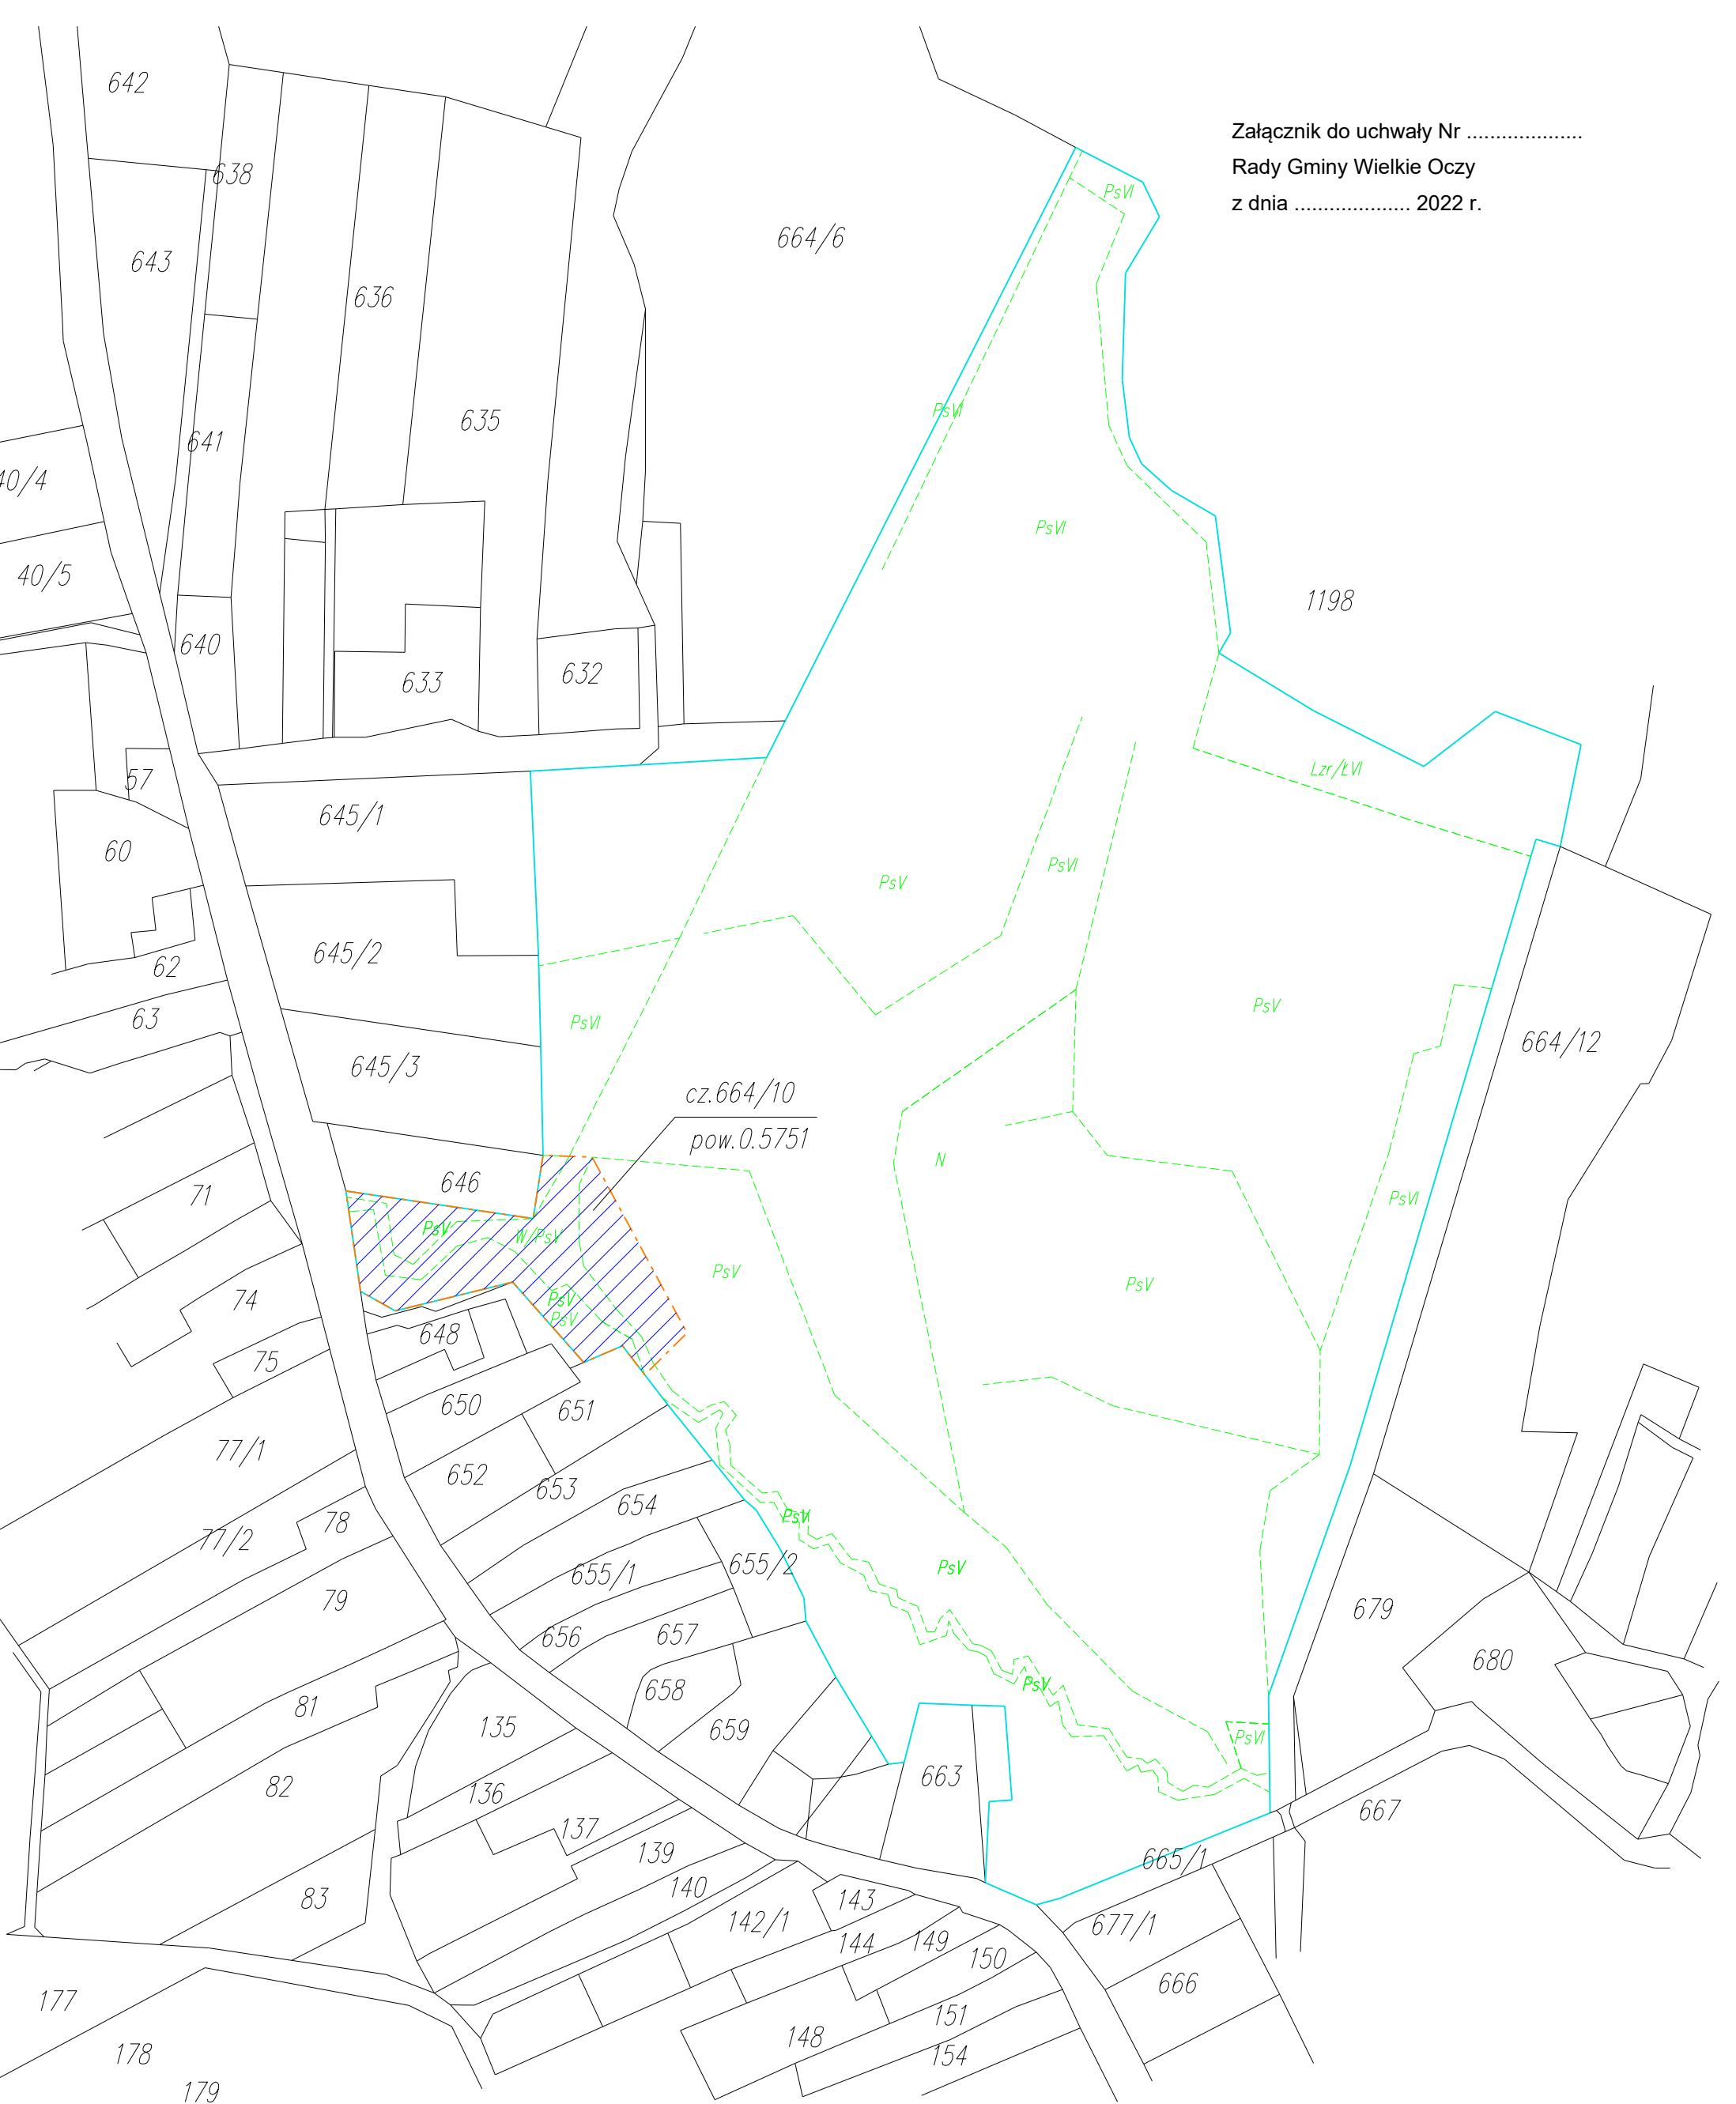 Załącznik do uchwały Nr ....................
Rady Gminy Wielkie Oczy
z dnia .................... 2022 r.
642
638
643
664/6
PsVI
636
635
PsVI
641
40/4
PsVI
40/5
1198
640
633
632
57
645/1
Lzr/ŁVI
60
PsV
PsVI
645/2
62
63
PsVI
PsV
664/12
645/3
cz.664/10
pow.0.5751
646
N
71
PsVI
PsV
W/PsV
PsV
PsV
74
PsV
PsV
648
75
650
651
77/1
652
653
654
78
PsVI
77/2
655/1
655/2
PsV
79
656
657
679
680
658
PsV
81
135
659
PsVI
82
136
663
667
137
139
665/1
140
83
143
142/1
677/1
144
149
150
666
177
151
148
178
154
179